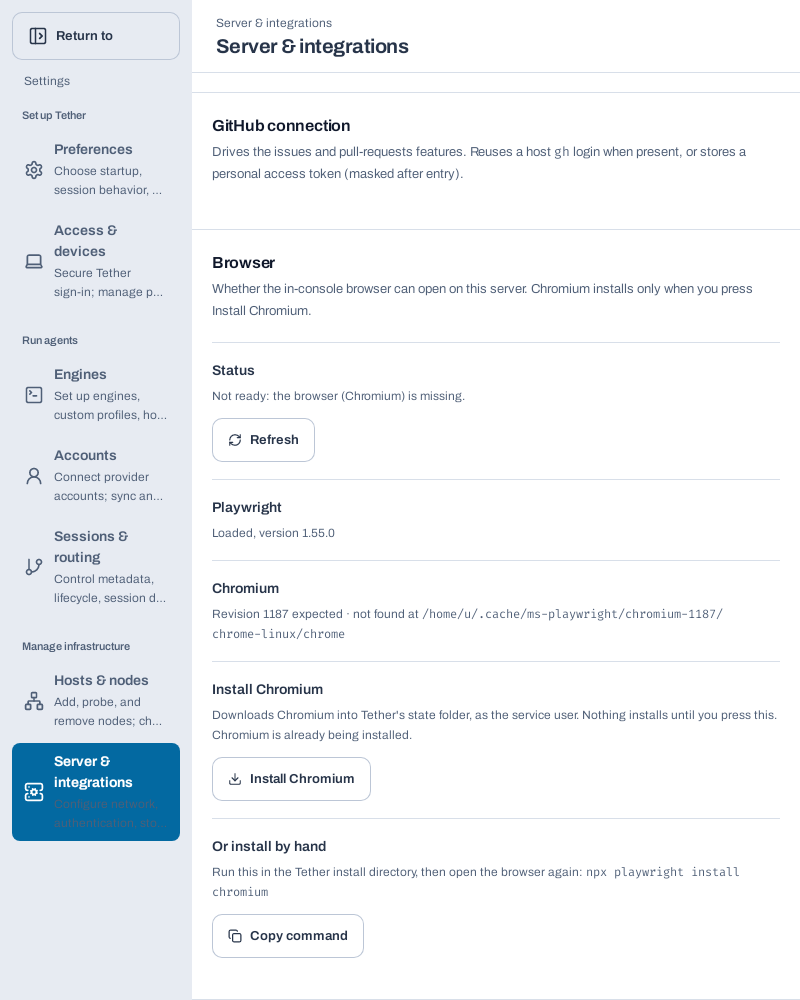 Return to
Settings
Set up Tether
Preferences
Choose startup,
session behavior, ...
Access &
devices
Secure Tether
sign-in; manage p...
Run agents
Engines
Set up engines,
custom profiles, ho...
Accounts
Connect provider
accounts; sync an...
Sessions &
routing
Control metadata,
lifecycle, session d...
Manage infrastructure
Hosts & nodes
Add, probe, and
remove nodes; ch...
Server &
integrations
Configure network,
authentication, sto...
Server & integrations
Server & integrations
GitHub connection
Drives the issues and pull-requests features. Reuses a host gh login when present, or stores a
personal access token (masked after entry).
Browser
Whether the in-console browser can open on this server. Chromium installs only when you press
Install Chromium.
Status
Not ready: the browser (Chromium) is missing.
Refresh
Playwright
Loaded, version 1.55.0
Chromium
Revision 1187 expected · not found at /home/u/.cache/ms-playwright/chromium-1187/
chrome-linux/chrome
Install Chromium
Downloads Chromium into Tether's state folder, as the service user. Nothing installs until you press this.
Chromium is already being installed.
Install Chromium
Or install by hand
Run this in the Tether install directory, then open the browser again: npx playwright install
chromium
Copy command